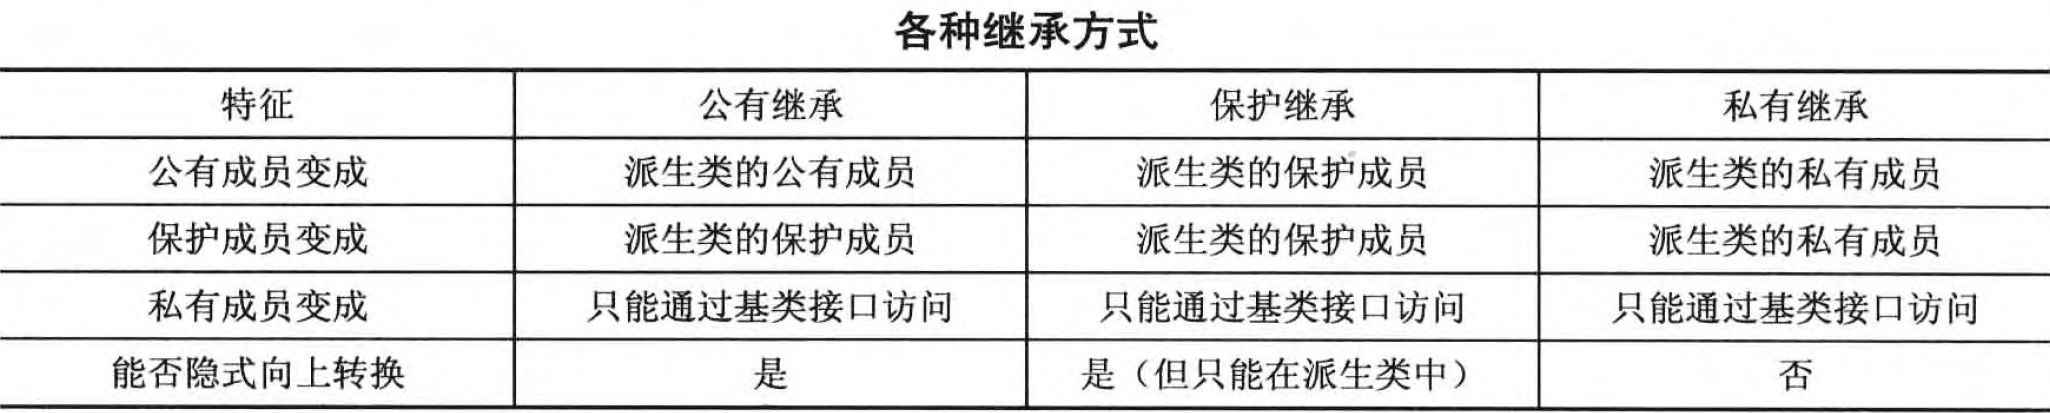 各种继承方式
特征 公有继承 保护继承 私有继承
公有成员变成 派生类的公有成员 派生类的保护成员 派生类的私有成员
保护成员变成 派生类的保护成员 派生类的保护成员 派生类的私有成员
私有成员变成 只能通过基类接口访问 只能通过基类接口访问 只能通过基类接口访问
能否隐式向上转换 是 是（但只能在派生类中） 否